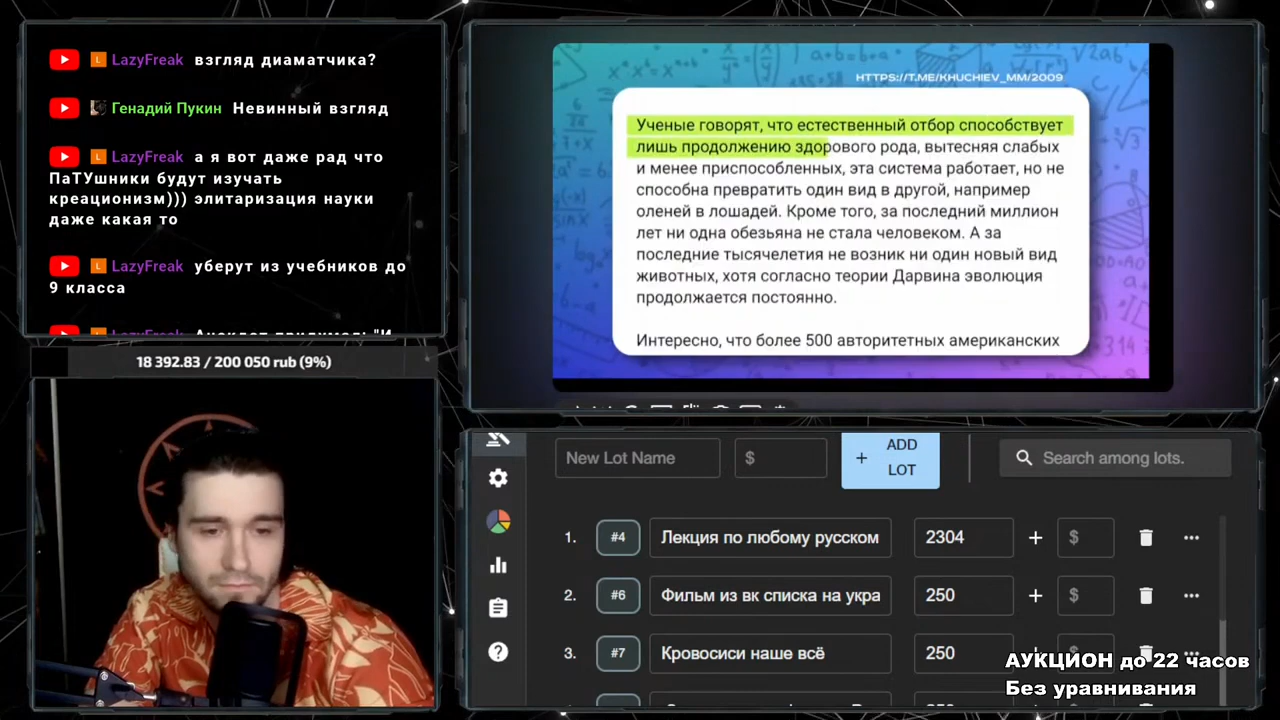 LazyFreak взгляд диаматчика?
Генадий Пукин Невинный взгляд
LazyFreak а я вот даже рад что
ПаТУшники будут изучать
креационизм))) элитаризация науки
даже какая то
LazyFreak уберут из учебников до
9 класса
LazyFreak
18 392.83 / 200 050 rub (9%)
HTTPS://T.ME/KHUCHIEV_MM/2009
Ученые говорят, что естественный отбор способствует
лишь продолжению здорового рода, вытесняя слабых
и менее приспособленных, эта система работает, но не
способна превратить один вид в другой, например
оленей в лошадей. Кроме того, за последний миллион
лет ни одна обезьяна не стала человеком. А за
последние тысячелетия не возник ни один новый вид
животных, хотя согласно теории Дарвина эволюция
продолжается постоянно.
Интересно, что более 500 авторитетных американских
New Lot Name $ + ADD
LOT
Search among lots.
1. #4 Лекция по любому русском 2304 + $
2. #6 Фильм из вк списка на укра 250 + $
3. #7 Кровосиси наше всё 250
АУКЦИОН до 22 часов
Без уравнивания